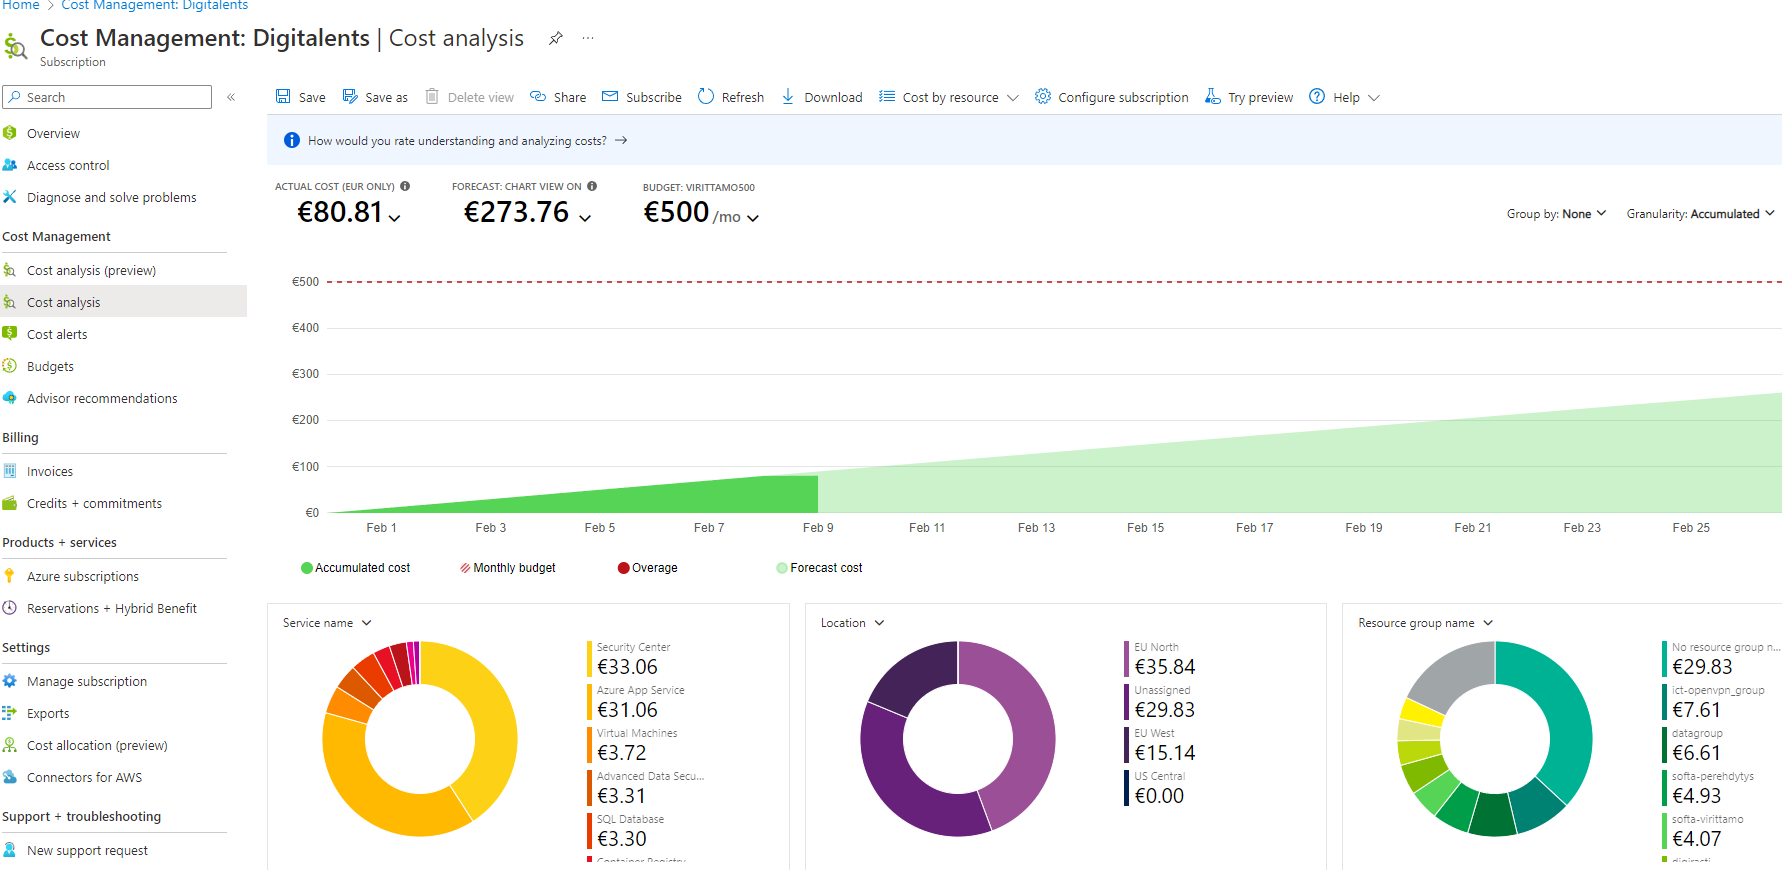 Home > Cost Management: Digitalents
Cost Management: Digitalents | Cost analysis ...
Subscription
Search «
Overview
Access control
Diagnose and solve problems
Cost Management
Cost analysis (preview)
Cost analysis
Cost alerts
Budgets
Advisor recommendations
Billing
Invoices
Credits + commitments
Products + services
Azure subscriptions
Reservations + Hybrid Benefit
Settings
Manage subscription
Exports
Cost allocation (preview)
Connectors for AWS
Support + troubleshooting
New support request
Save Save as Delete view Share Subscribe Refresh Download Cost by resource Configure subscription Try preview Help
How would you rate understanding and analyzing costs? →
ACTUAL COST (EUR ONLY) FORECAST: CHART VIEW ON BUDGET: VIRITTAMO500
€80.81 €273.76 €500 /mo
Group by: None Granularity: Accumulated
€500
€400
€300
€200
€100
€0
Feb 1 Feb 3 Feb 5 Feb 7 Feb 9 Feb 11 Feb 13 Feb 15 Feb 17 Feb 19 Feb 21 Feb 23 Feb 25
Accumulated cost Monthly budget Overage Forecast cost
Service name
Security Center
€33.06
Azure App Service
€31.06
Virtual Machines
€3.72
Advanced Data Secu...
€3.31
SQL Database
€3.30
Container Registry
Location
EU North
€35.84
Unassigned
€29.83
EU West
€15.14
US Central
€0.00
Resource group name
No resource group n...
€29.83
ict-openvpn_group
€7.61
datagroup
€6.61
softa-perehdytys
€4.93
softa-virittamo
€4.07